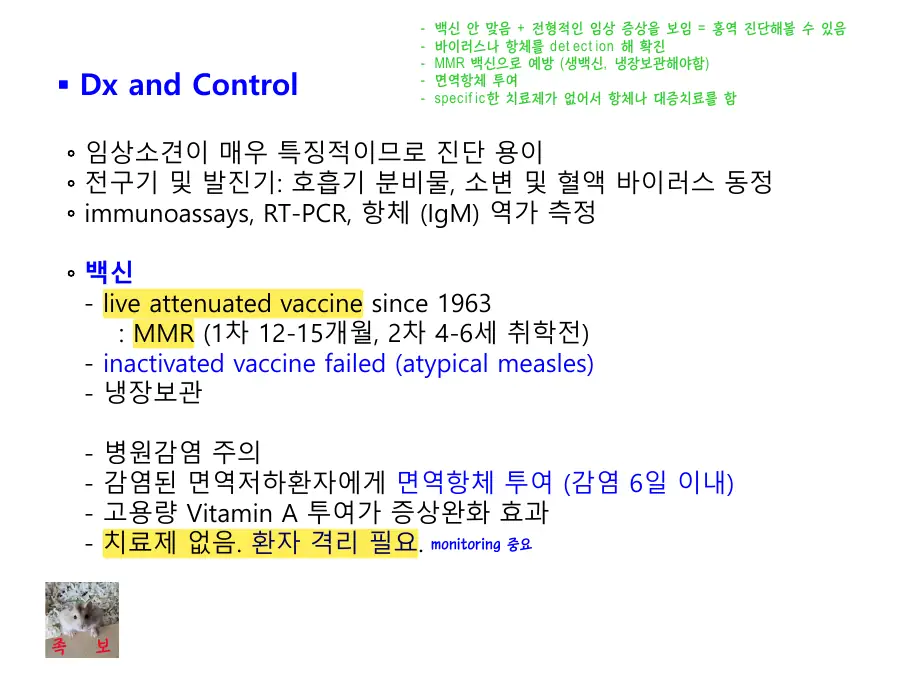 - 백신 안 맞음 + 전형적인 임상 증상을 보임 = 홍역 진단해볼 수 있음
- 바이러스나 항체를 detection 해 확진
- MMR 백신으로 예방 (생백신, 냉장보관해야함)
- 면역항체 투여
- specific한 치료제가 없어서 항체나 대증치료를 함
▪ Dx and Control
∘ 임상소견이 매우 특징적이므로 진단 용이
∘ 전구기 및 발진기: 호흡기 분비물, 소변 및 혈액 바이러스 동정
∘ immunoassays, RT-PCR, 항체 (IgM) 역가 측정
∘ 백신
- live attenuated vaccine since 1963
: MMR (1차 12-15개월, 2차 4-6세 취학전)
- inactivated vaccine failed (atypical measles)
- 냉장보관
- 병원감염 주의
- 감염된 면역저하환자에게 면역항체 투여 (감염 6일 이내)
- 고용량 Vitamin A 투여가 증상완화 효과
- 치료제 없음. 환자 격리 필요. monitoring 중요
족 보